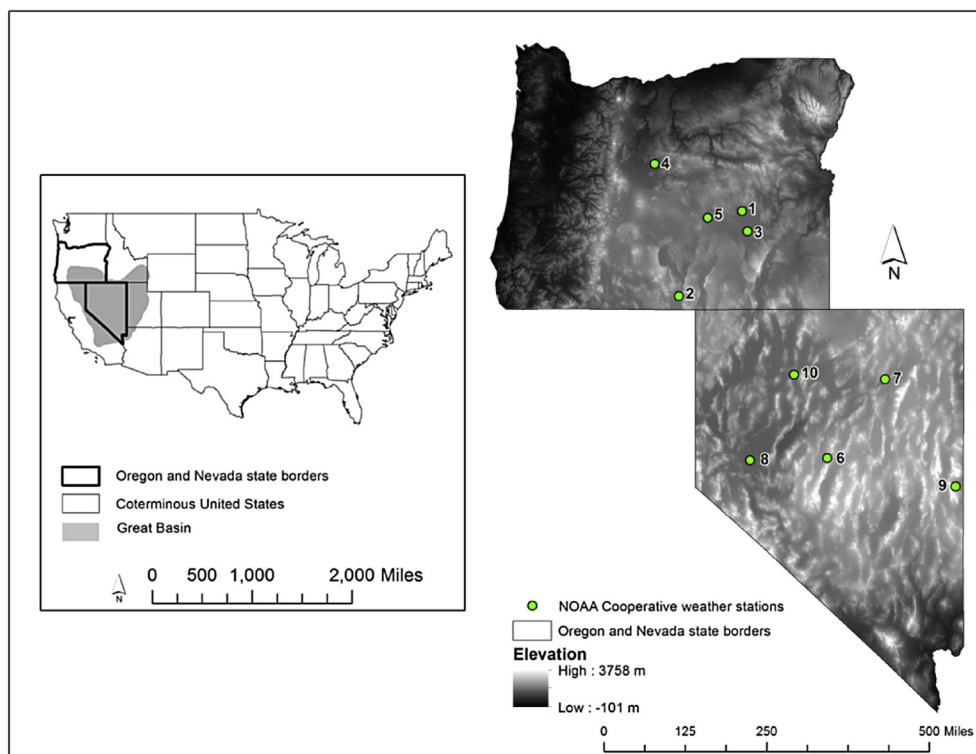 Oregon and Nevada state borders
Coterminous United States
Great Basin
N
0 500 1,000 2,000 Miles
4
5
1
3
2
N
10
7
8
6
9
NOAA Cooperative weather stations
Oregon and Nevada state borders
Elevation
High : 3758 m
Low : -101 m
0 125 250 500 Miles